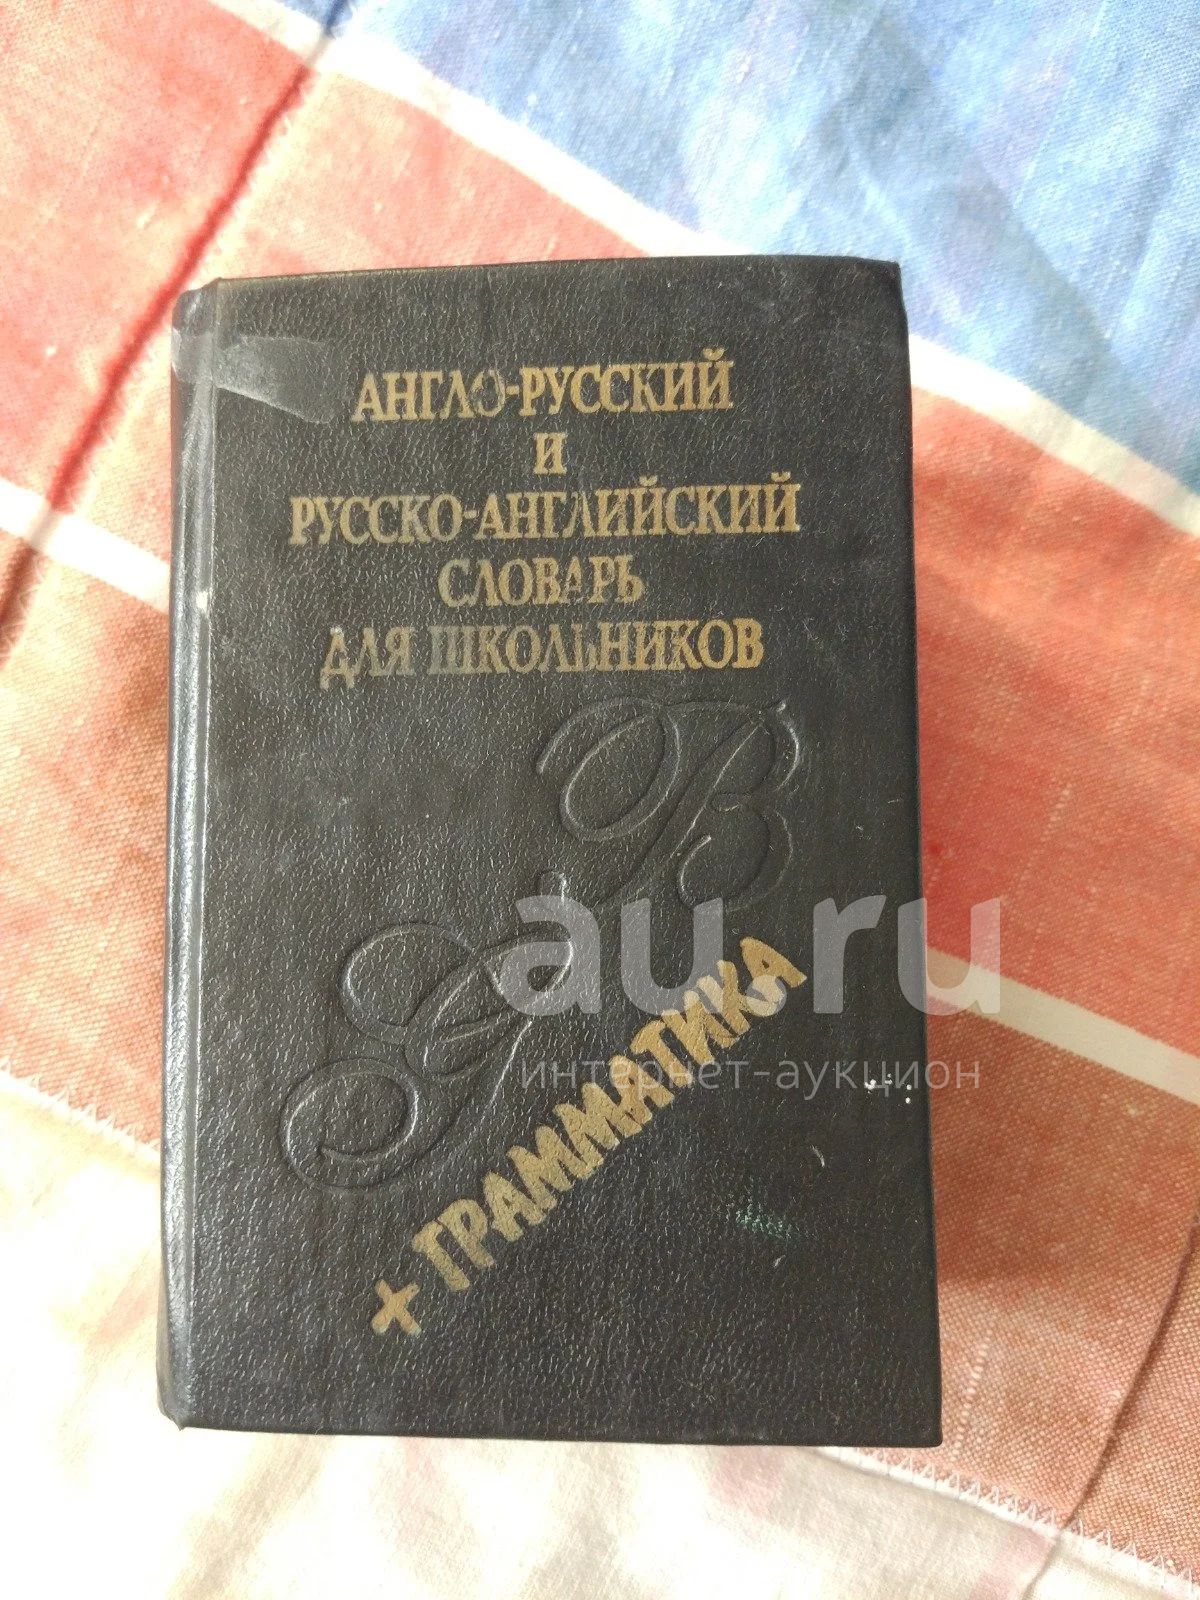 АНГЛО-РУССКИЙ
И
РУССКО-АНГЛИЙСКИЙ
СЛОВАРЬ
ДЛЯ ШКОЛЬНИКОВ
В
Я
au.ru
интернет-аукцион
+ ГРАММАТИКА